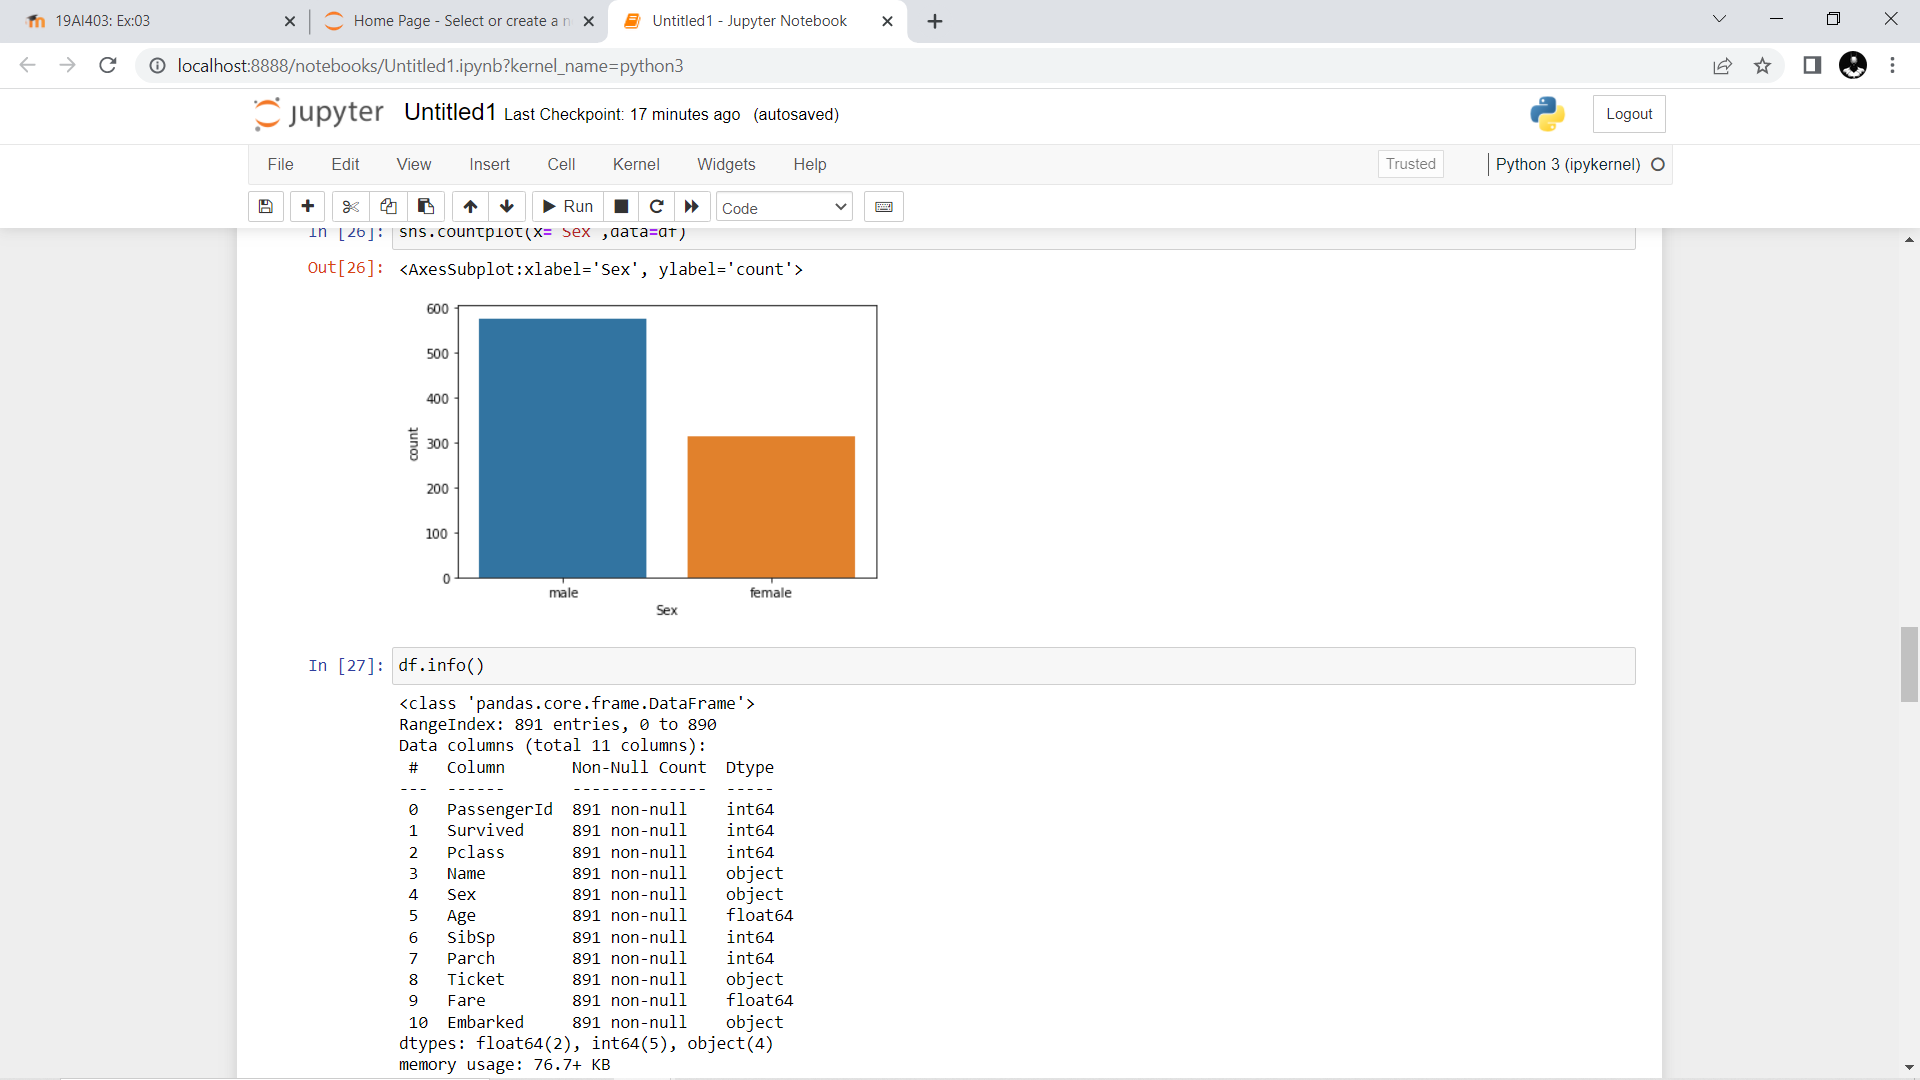 19AI403: Ex:03
Home Page - Select or create a n
Untitled1 - Jupyter Notebook
localhost:8888/notebooks/Untitled1.ipynb?kernel_name=python3
jupyter Untitled1 Last Checkpoint: 17 minutes ago (autosaved)
Logout
File Edit View Insert Cell Kernel Widgets Help
Trusted
Python 3 (ipykernel)
Run
Code
In [26]: sns.countplot(x="Sex",data=df)
Out[26]: <AxesSubplot:xlabel='Sex', ylabel='count'>
600
500
400
300
200
100
0
count
male female
Sex
In [27]: df.info()
<class 'pandas.core.frame.DataFrame'>
RangeIndex: 891 entries, 0 to 890
Data columns (total 11 columns):
 #   Column       Non-Null Count  Dtype
---  ------       --------------  -----
 0   PassengerId  891 non-null    int64
 1   Survived     891 non-null    int64
 2   Pclass       891 non-null    int64
 3   Name         891 non-null    object
 4   Sex          891 non-null    object
 5   Age          891 non-null    float64
 6   SibSp        891 non-null    int64
 7   Parch        891 non-null    int64
 8   Ticket       891 non-null    object
 9   Fare         891 non-null    float64
 10  Embarked     891 non-null    object
dtypes: float64(2), int64(5), object(4)
memory usage: 76.7+ KB